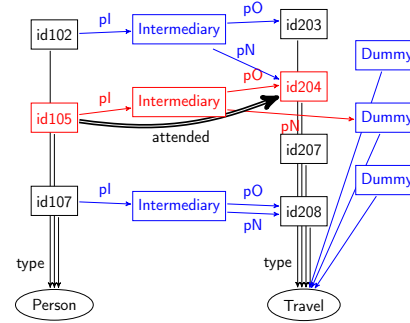 pI
pO
id102
Intermediary
id203
pN
Dummy
pO
id204
pI
Intermediary
id105
Dummy
pN
attended
id207
Dummy
pI
pO
id107
Intermediary
id208
pN
type
type
Person
Travel